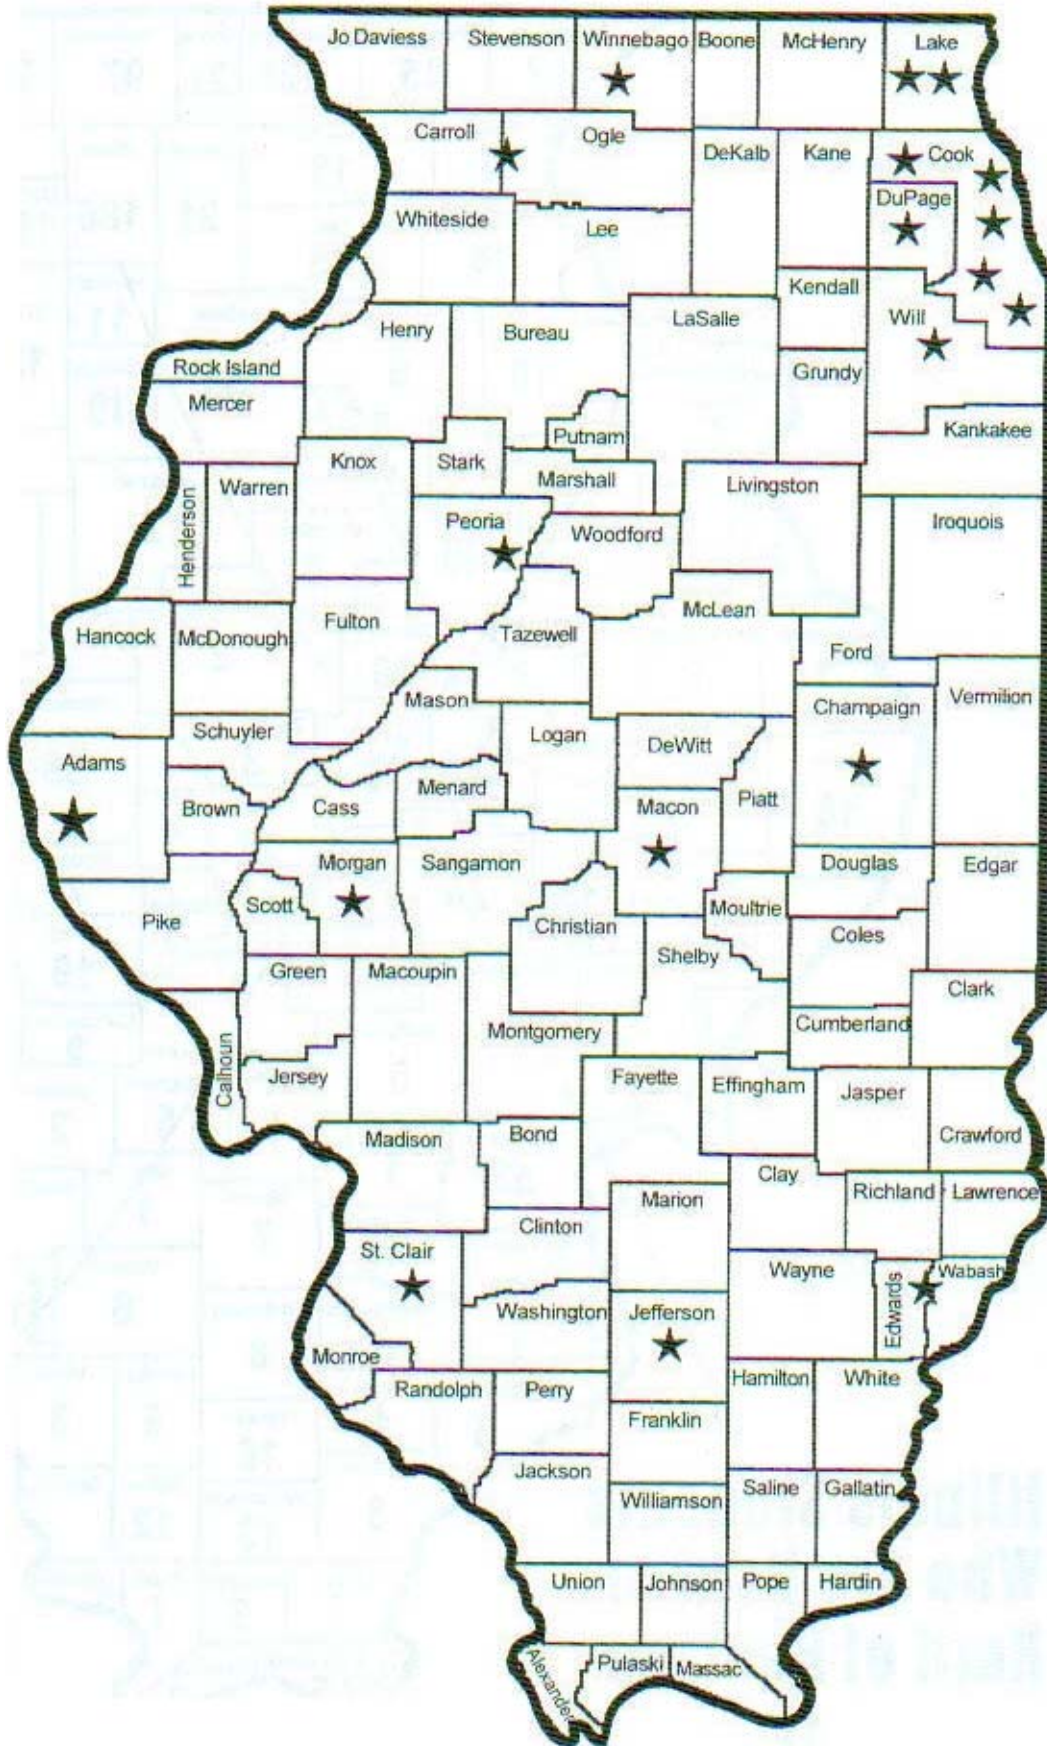 Jo Daviess
Stevenson
Winnebago
Boone
McHenry
Lake
Carroll
Ogle
DeKalb
Kane
Cook
DuPage
Whiteside
Lee
Kendall
Will
Henry
Bureau
LaSalle
Rock Island
Grundy
Mercer
Putnam
Kankakee
Knox
Stark
Marshall
Warren
Livingston
Henderson
Peoria
Woodford
Iroquois
Hancock
McDonough
Fulton
Tazewell
McLean
Ford
Mason
Champaign
Vermilion
Schuyler
Logan
DeWitt
Adams
Brown
Cass
Menard
Macon
Piatt
Morgan
Sangamon
Douglas
Edgar
Scott
Moultrie
Pike
Christian
Coles
Shelby
Green
Macoupin
Clark
Montgomery
Cumberland
Calhoun
Jersey
Fayette
Effingham
Jasper
Madison
Bond
Crawford
Clay
Marion
Richland
Lawrence
Clinton
St. Clair
Wayne
Wabash
Edwards
Washington
Jefferson
Monroe
Randolph
Perry
Hamilton
White
Franklin
Jackson
Williamson
Saline
Gallatin
Union
Johnson
Pope
Hardin
Alexander
Pulaski
Massac